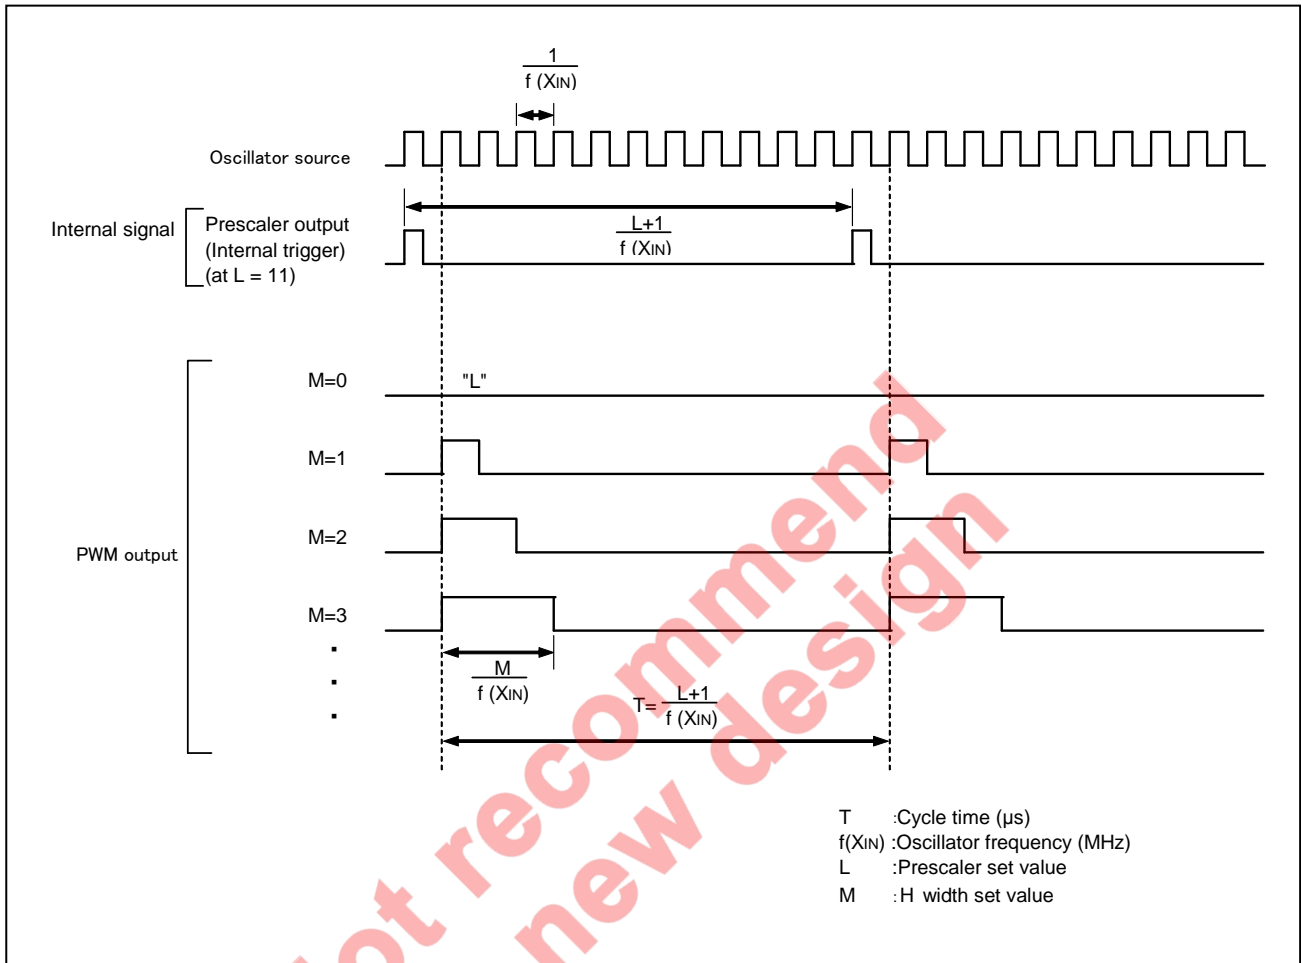 1
f (XIN)
Oscillator source
Internal signal
Prescaler output
(Internal trigger)
(at L = 11)
L+1
f (XIN)
M=0
"L"
M=1
M=2
PWM output
M=3
M
f (XIN)
T= L+1
f (XIN)
T :Cycle time (µs)
f(XIN) :Oscillator frequency (MHz)
L :Prescaler set value
M :H width set value
ot recommend
new design